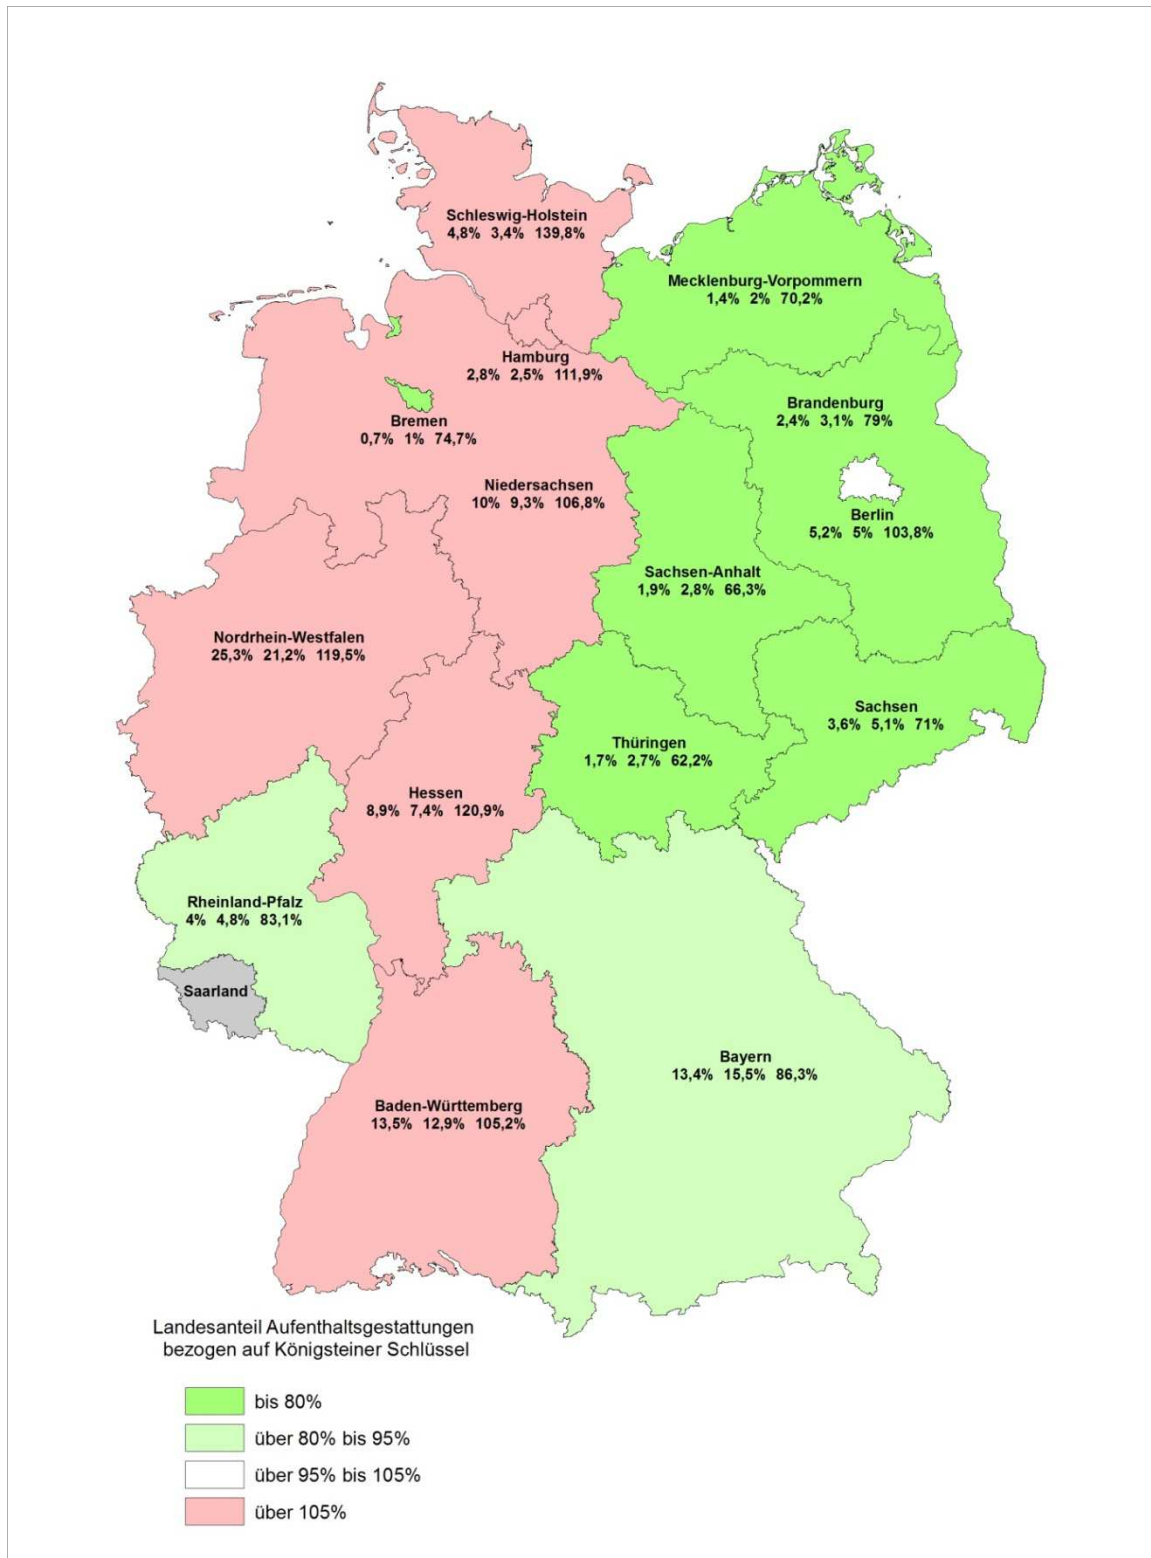 Schleswig-Holstein
4,8% 3,4% 139,8%
Mecklenburg-Vorpommern
1,4% 2% 70,2%
Hamburg
2,8% 2,5% 111,9%
Brandenburg
2,4% 3,1% 79%
Bremen
0,7% 1% 74,7%
Niedersachsen
10% 9,3% 106,8%
Berlin
5,2% 5% 103,8%
Sachsen-Anhalt
1,9% 2,8% 66,3%
Nordrhein-Westfalen
25,3% 21,2% 119,5%
Sachsen
3,6% 5,1% 71%
Thüringen
1,7% 2,7% 62,2%
Hessen
8,9% 7,4% 120,9%
Rheinland-Pfalz
4% 4,8% 83,1%
Saarland
Bayern
13,4% 15,5% 86,3%
Baden-Württemberg
13,5% 12,9% 105,2%
Landesanteil Aufenthaltsgestattungen
bezogen auf Königsteiner Schlüssel
bis 80%
über 80% bis 95%
über 95% bis 105%
über 105%